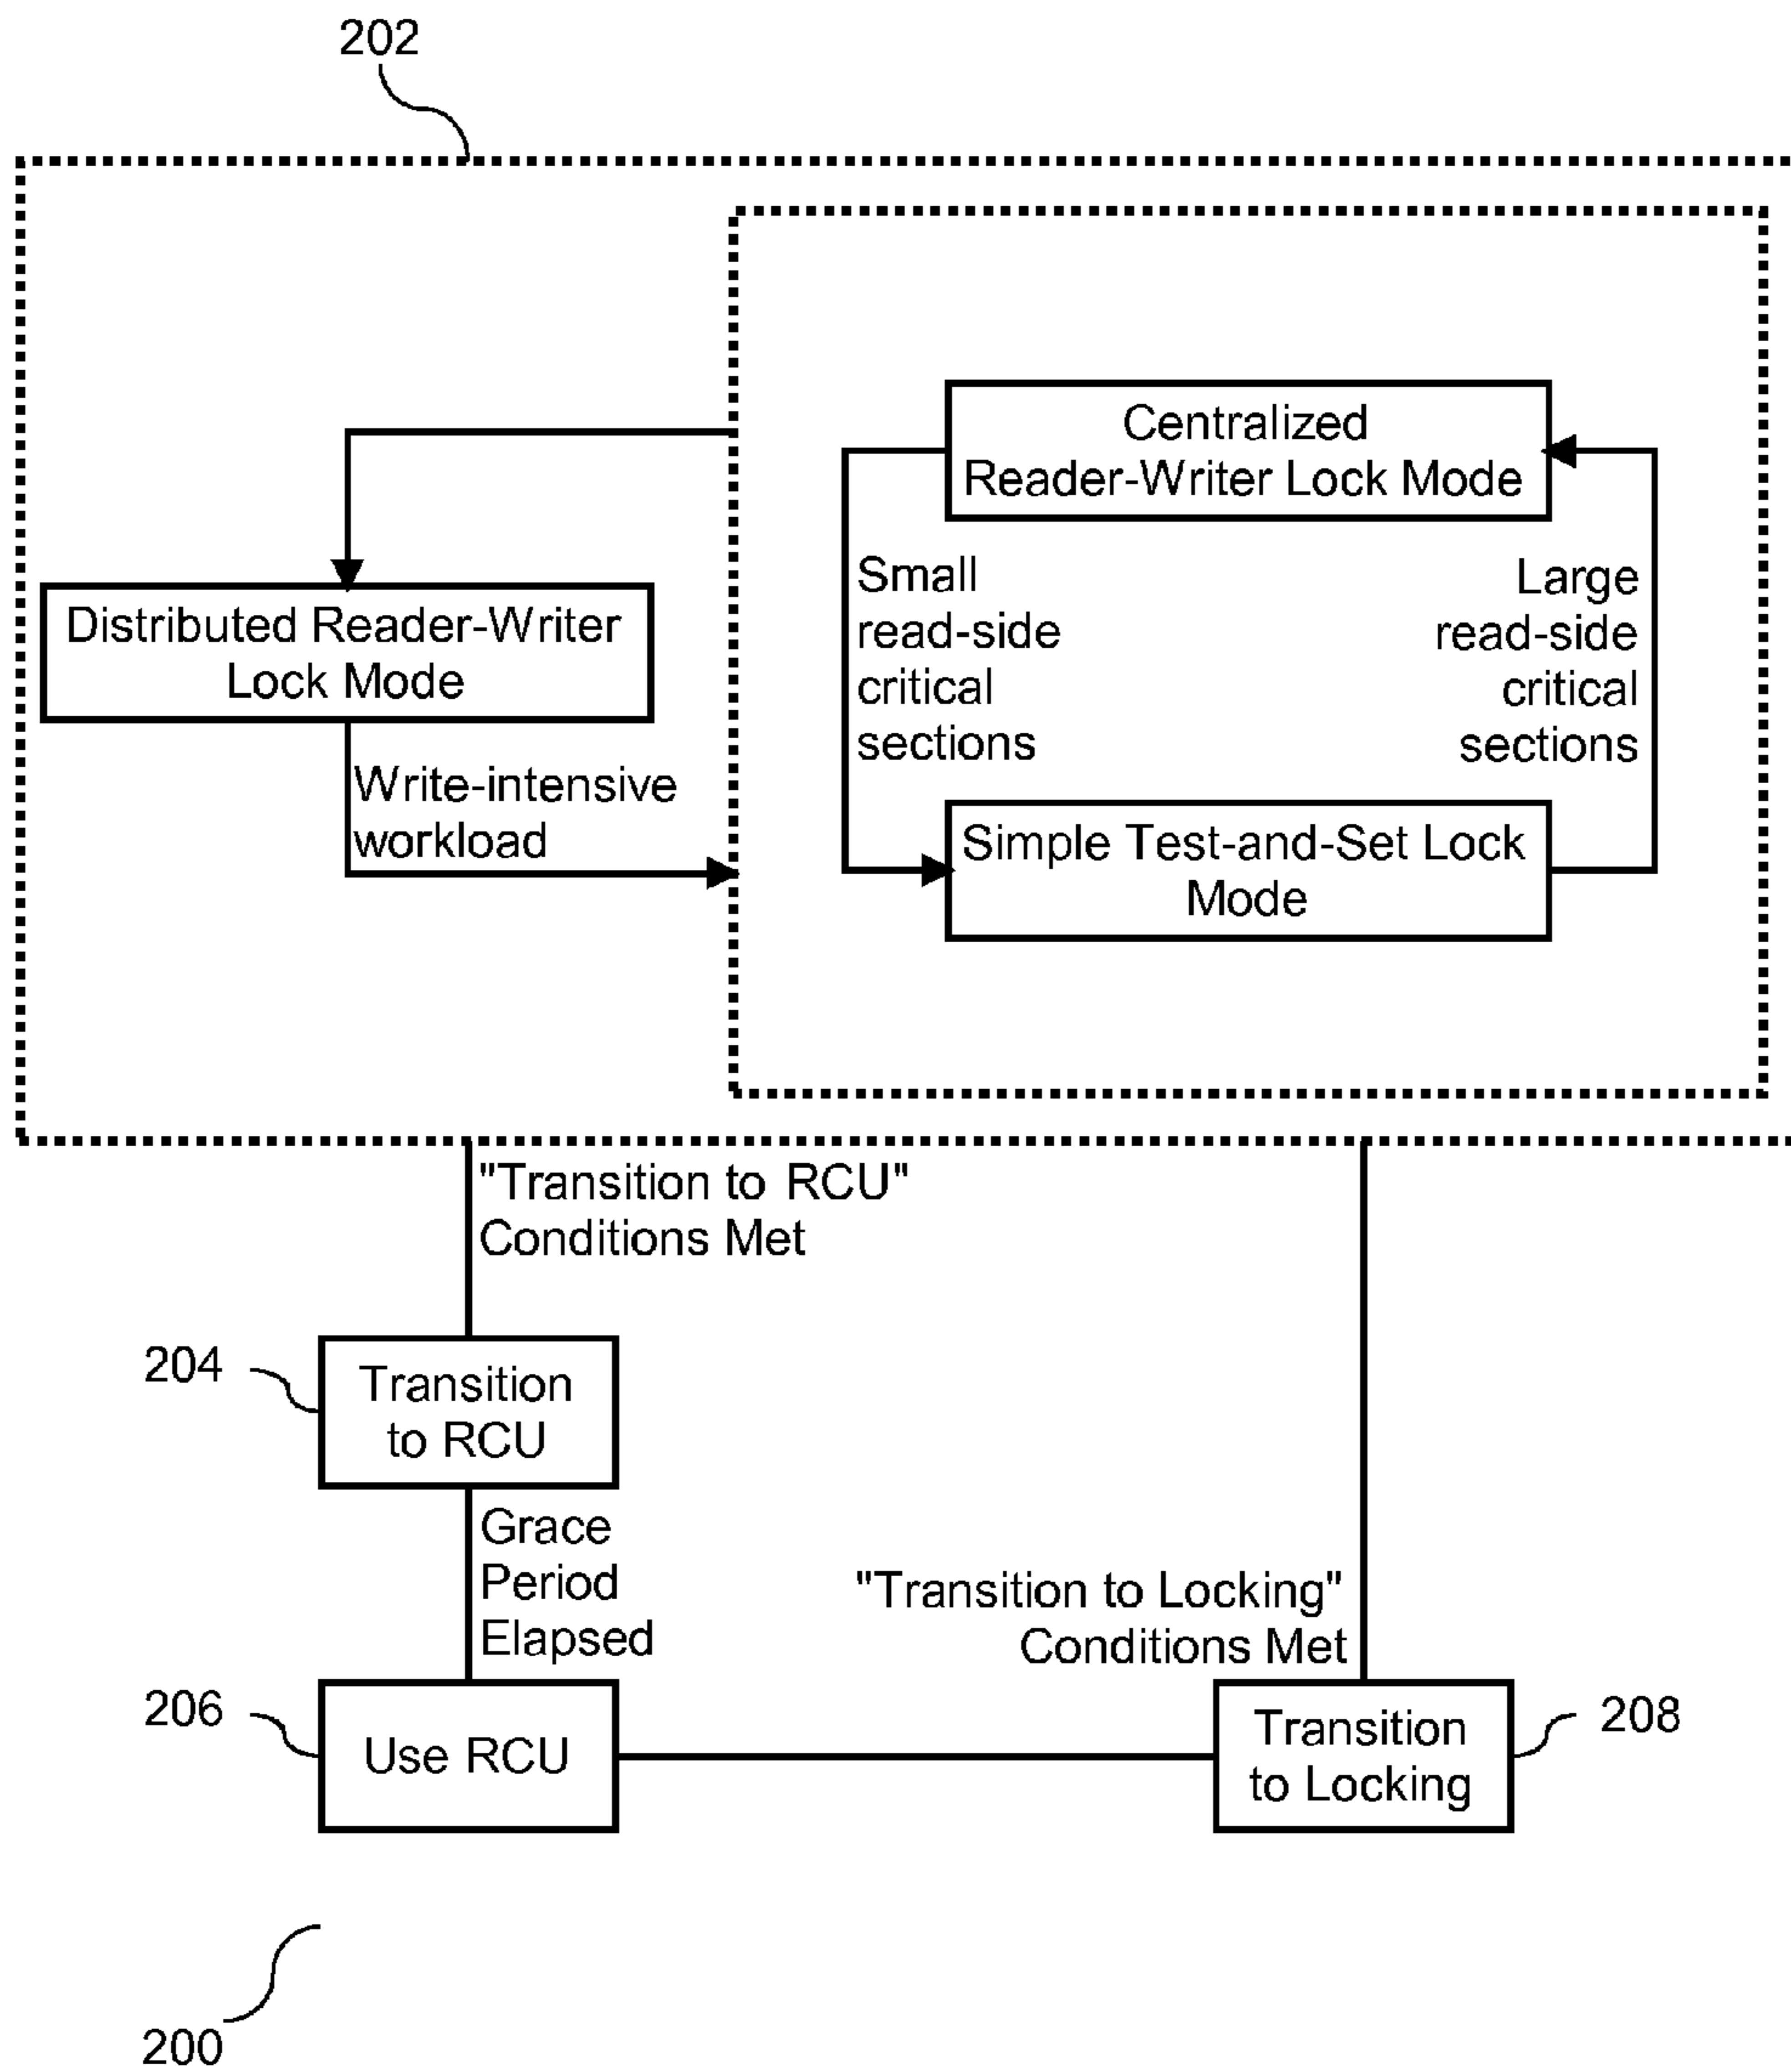 202
Centralized
Reader-Writer Lock Mode
Small
read-side
critical
sections
Large
read-side
critical
sections
Distributed Reader-Writer
Lock Mode
Write-intensive
workload
Simple Test-and-Set Lock
Mode
"Transition to RCU"
Conditions Met
204
Transition
to RCU
Grace
Period
Elapsed
"Transition to Locking"
Conditions Met
206
Use RCU
Transition
to Locking
208
200